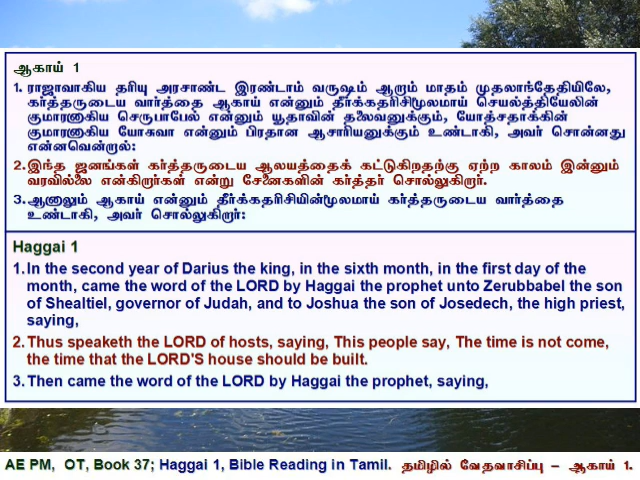 ஆகாய் 1
1. ராஜாவாகிய தரியு அரசாண்ட இரண்டாம் வருஷம் ஆறாம் மாதம் முதலாந்தேதியிலே,
கர்த்தருடைய வார்த்தை ஆகாய் என்னும் தீர்க்கதரிசிமூலமாய் செயல்த்தியேலின்
குமாரனாகிய செருபாபேல் என்னும் யூதாவின் தலைவனுக்கும், யோத்சதாக்கின்
குமாரனாகிய யோசுவா என்னும் பிரதான ஆசாரியனுக்கும் உண்டாகி, அவர் சொன்னது
என்னவென்றால்:
2. இந்த ஜனங்கள் கர்த்தருடைய ஆலயத்தைக் கட்டுகிறதற்கு ஏற்ற காலம் இன்னும்
வரவில்லை என்கிறார்கள் என்று சேனைகளின் கர்த்தர் சொல்லுகிறார்.
3. ஆனாலும் ஆகாய் என்னும் தீர்க்கதரிசியின்மூலமாய் கர்த்தருடைய வார்த்தை
உண்டாகி, அவர் சொல்லுகிறார்:
Haggai 1
1. In the second year of Darius the king, in the sixth month, in the first day of the
month, came the word of the LORD by Haggai the prophet unto Zerubbabel the son
of Shealtiel, governor of Judah, and to Joshua the son of Josedech, the high priest,
saying,
2. Thus speaketh the LORD of hosts, saying, This people say, The time is not come,
the time that the LORD'S house should be built.
3. Then came the word of the LORD by Haggai the prophet, saying,
AE PM, OT, Book 37; Haggai 1, Bible Reading in Tamil. தமிழில் வேதவாசிப்பு – ஆகாய் 1.